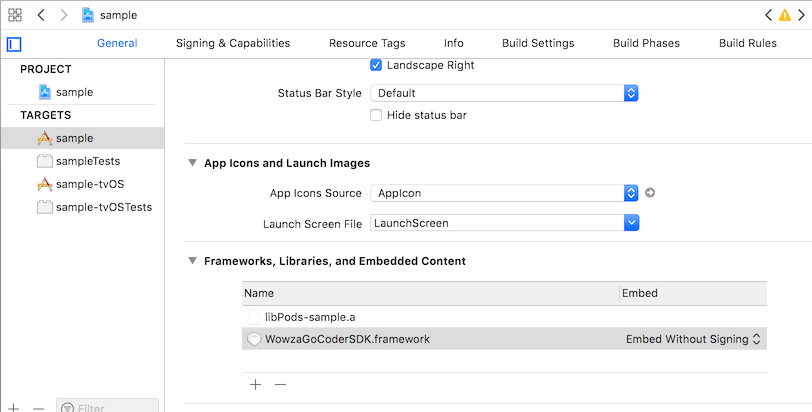 sample
General Signing & Capabilities Resource Tags Info Build Settings Build Phases Build Rules
PROJECT
sample
TARGETS
sample
sampleTests
sample-tvOS
sample-tvOSTests
Filter
Landscape Right
Status Bar Style Default
Hide status bar
App Icons and Launch Images
App Icons Source AppIcon
Launch Screen File LaunchScreen
Frameworks, Libraries, and Embedded Content
Name Embed
libPods-sample.a
WowzaGoCoderSDK.framework Embed Without Signing